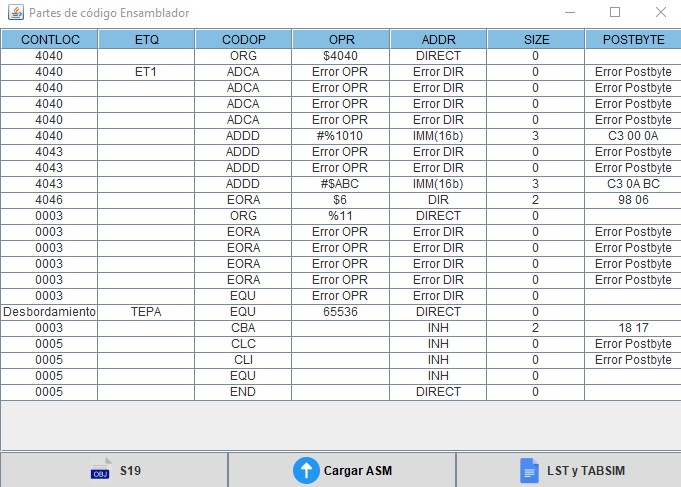 Partes de código Ensamblador
CONTLOC ETQ CODOP OPR ADDR SIZE POSTBYTE
4040 ORG $4040 DIRECT 0
4040 ET1 ADCA Error OPR Error DIR 0 Error Postbyte
4040 ADCA Error OPR Error DIR 0 Error Postbyte
4040 ADCA Error OPR Error DIR 0 Error Postbyte
4040 ADCA Error OPR Error DIR 0 Error Postbyte
4040 ADDD #%1010 IMM(16b) 3 C3 00 0A
4043 ADDD Error OPR Error DIR 0 Error Postbyte
4043 ADDD Error OPR Error DIR 0 Error Postbyte
4043 ADDD #$ABC IMM(16b) 3 C3 0A BC
4046 EORA $6 DIR 2 98 06
0003 ORG %11 DIRECT 0
0003 EORA Error OPR Error DIR 0 Error Postbyte
0003 EORA Error OPR Error DIR 0 Error Postbyte
0003 EORA Error OPR Error DIR 0 Error Postbyte
0003 EORA Error OPR Error DIR 0 Error Postbyte
0003 EQU Error OPR Error DIR 0
Desbordamiento TEPA EQU 65536 DIRECT 0
0003 CBA INH 2 18 17
0005 CLC INH 0 Error Postbyte
0005 CLI INH 0 Error Postbyte
0005 EQU INH 0
0005 END DIRECT 0
OBJ S19 Cargar ASM LST y TABSIM